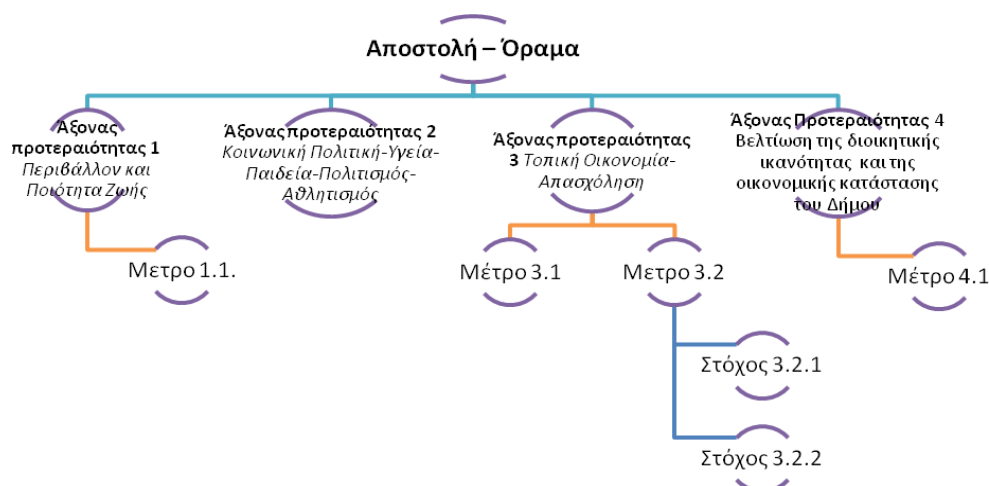 Αποστολή – Όραμα
Άξονας
προτεραιότητας 1
Περιβάλλον και
Ποιότητα Ζωής
Άξονας προτεραιότητας 2
Κοινωνική Πολιτική-Υγεία-
Παιδεία-Πολιτισμός-
Αθλητισμός
Άξονας προτεραιότητας
3 Τοπική Οικονομία-
Απασχόληση
Άξονας Προτεραιότητας 4
Βελτίωση της διοικητικής
ικανότητας και της
οικονομικής κατάστασης
του Δήμου
Μετρο 1.1.
Μέτρο 3.1
Μετρο 3.2
Μέτρο 4.1
Στόχος 3.2.1
Στόχος 3.2.2